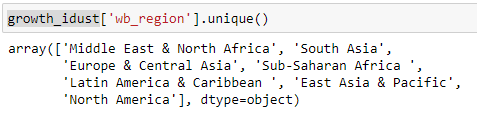 growth_idust['wb_region'].unique()
array(['Middle East & North Africa', 'South Asia',
'Europe & Central Asia', 'Sub-Saharan Africa ',
'Latin America & Caribbean ', 'East Asia & Pacific',
'North America'], dtype=object)